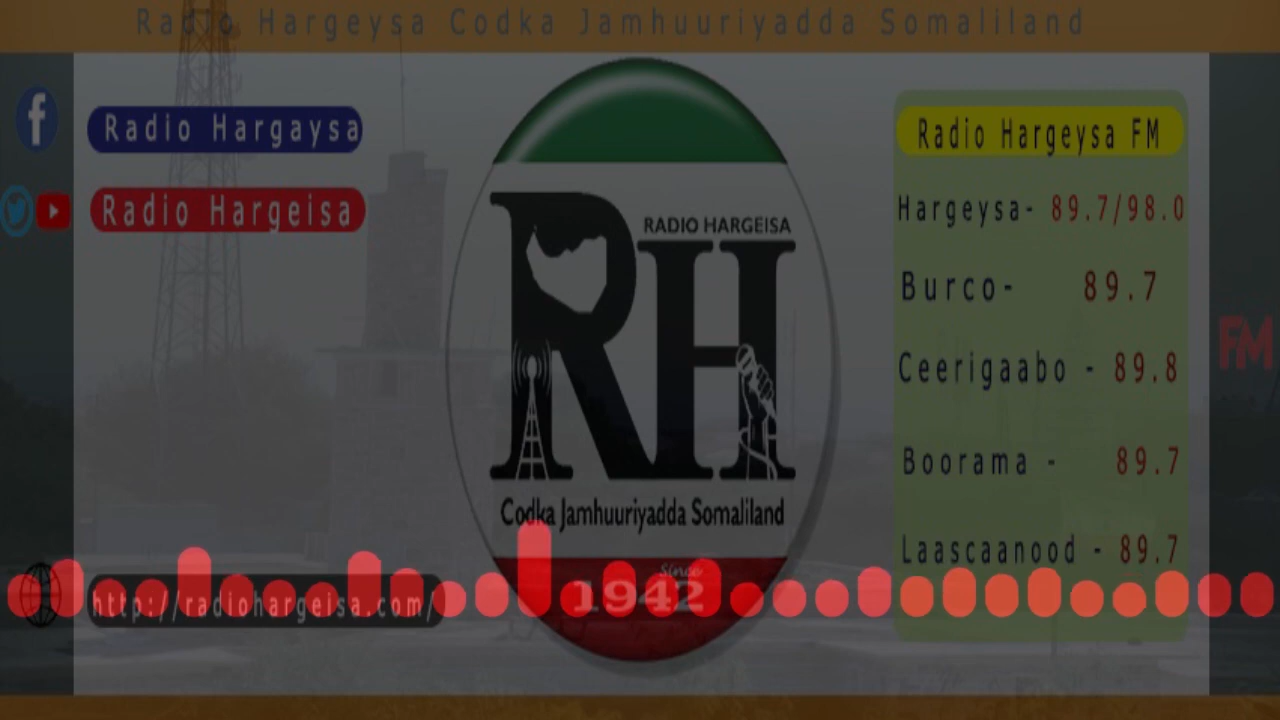 Radio Hargeysa Codka Jamhuuriyadda Somaliland
Radio Hargaysa
Radio Hargeisa
http://radiohargeisa.com/
RADIO HARGEISA
RH
Codka Jamhuuriyadda Somaliland
Since
1942
Radio Hargeysa FM
Hargeysa- 89.7/98.0
Burco- 89.7
Ceerigaabo - 89.8
Boorama - 89.7
Laascaanood - 89.7
FM